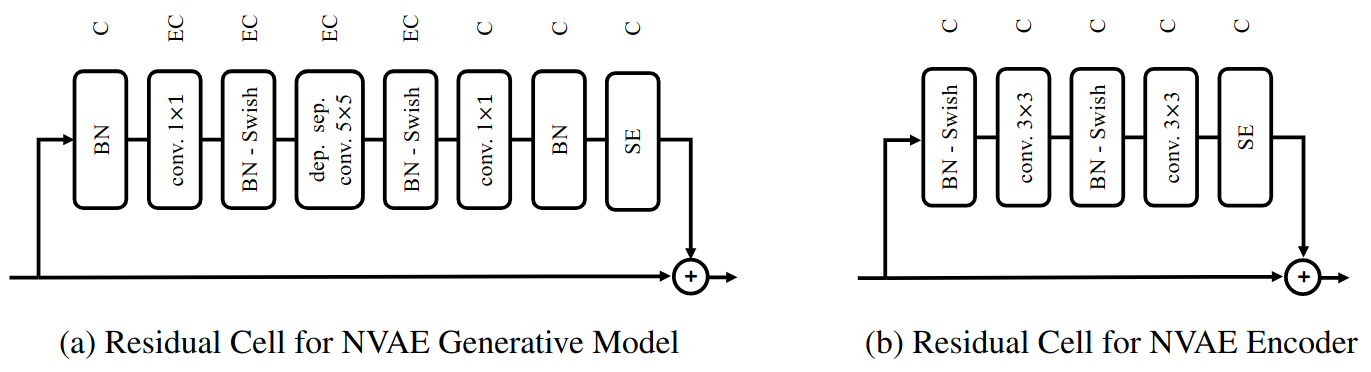 C EC EC EC EC C C C
BN
conv. 1×1
BN - Swish
dep. sep.
conv. 5×5
BN - Swish
conv. 1×1
BN
SE
+
(a) Residual Cell for NVAE Generative Model
C C C C C
BN - Swish
conv. 3×3
BN - Swish
conv. 3×3
SE
+
(b) Residual Cell for NVAE Encoder